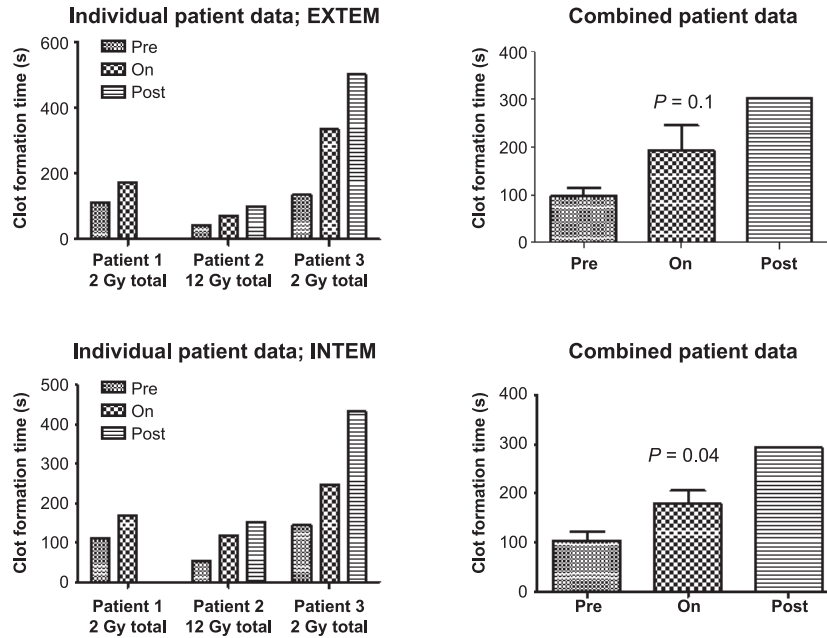 Individual patient data; EXTEM
Clot formation time (s)
600
400
200
0
Pre
On
Post
Patient 1
2 Gy total
Patient 2
12 Gy total
Patient 3
2 Gy total
Combined patient data
Clot formation time (s)
400
300
200
100
0
P = 0.1
Pre
On
Post
Individual patient data; INTEM
Clot formation time (s)
500
400
300
200
100
0
Pre
On
Post
Patient 1
2 Gy total
Patient 2
12 Gy total
Patient 3
2 Gy total
Combined patient data
Clot formation time (s)
400
300
200
100
0
P = 0.04
Pre
On
Post